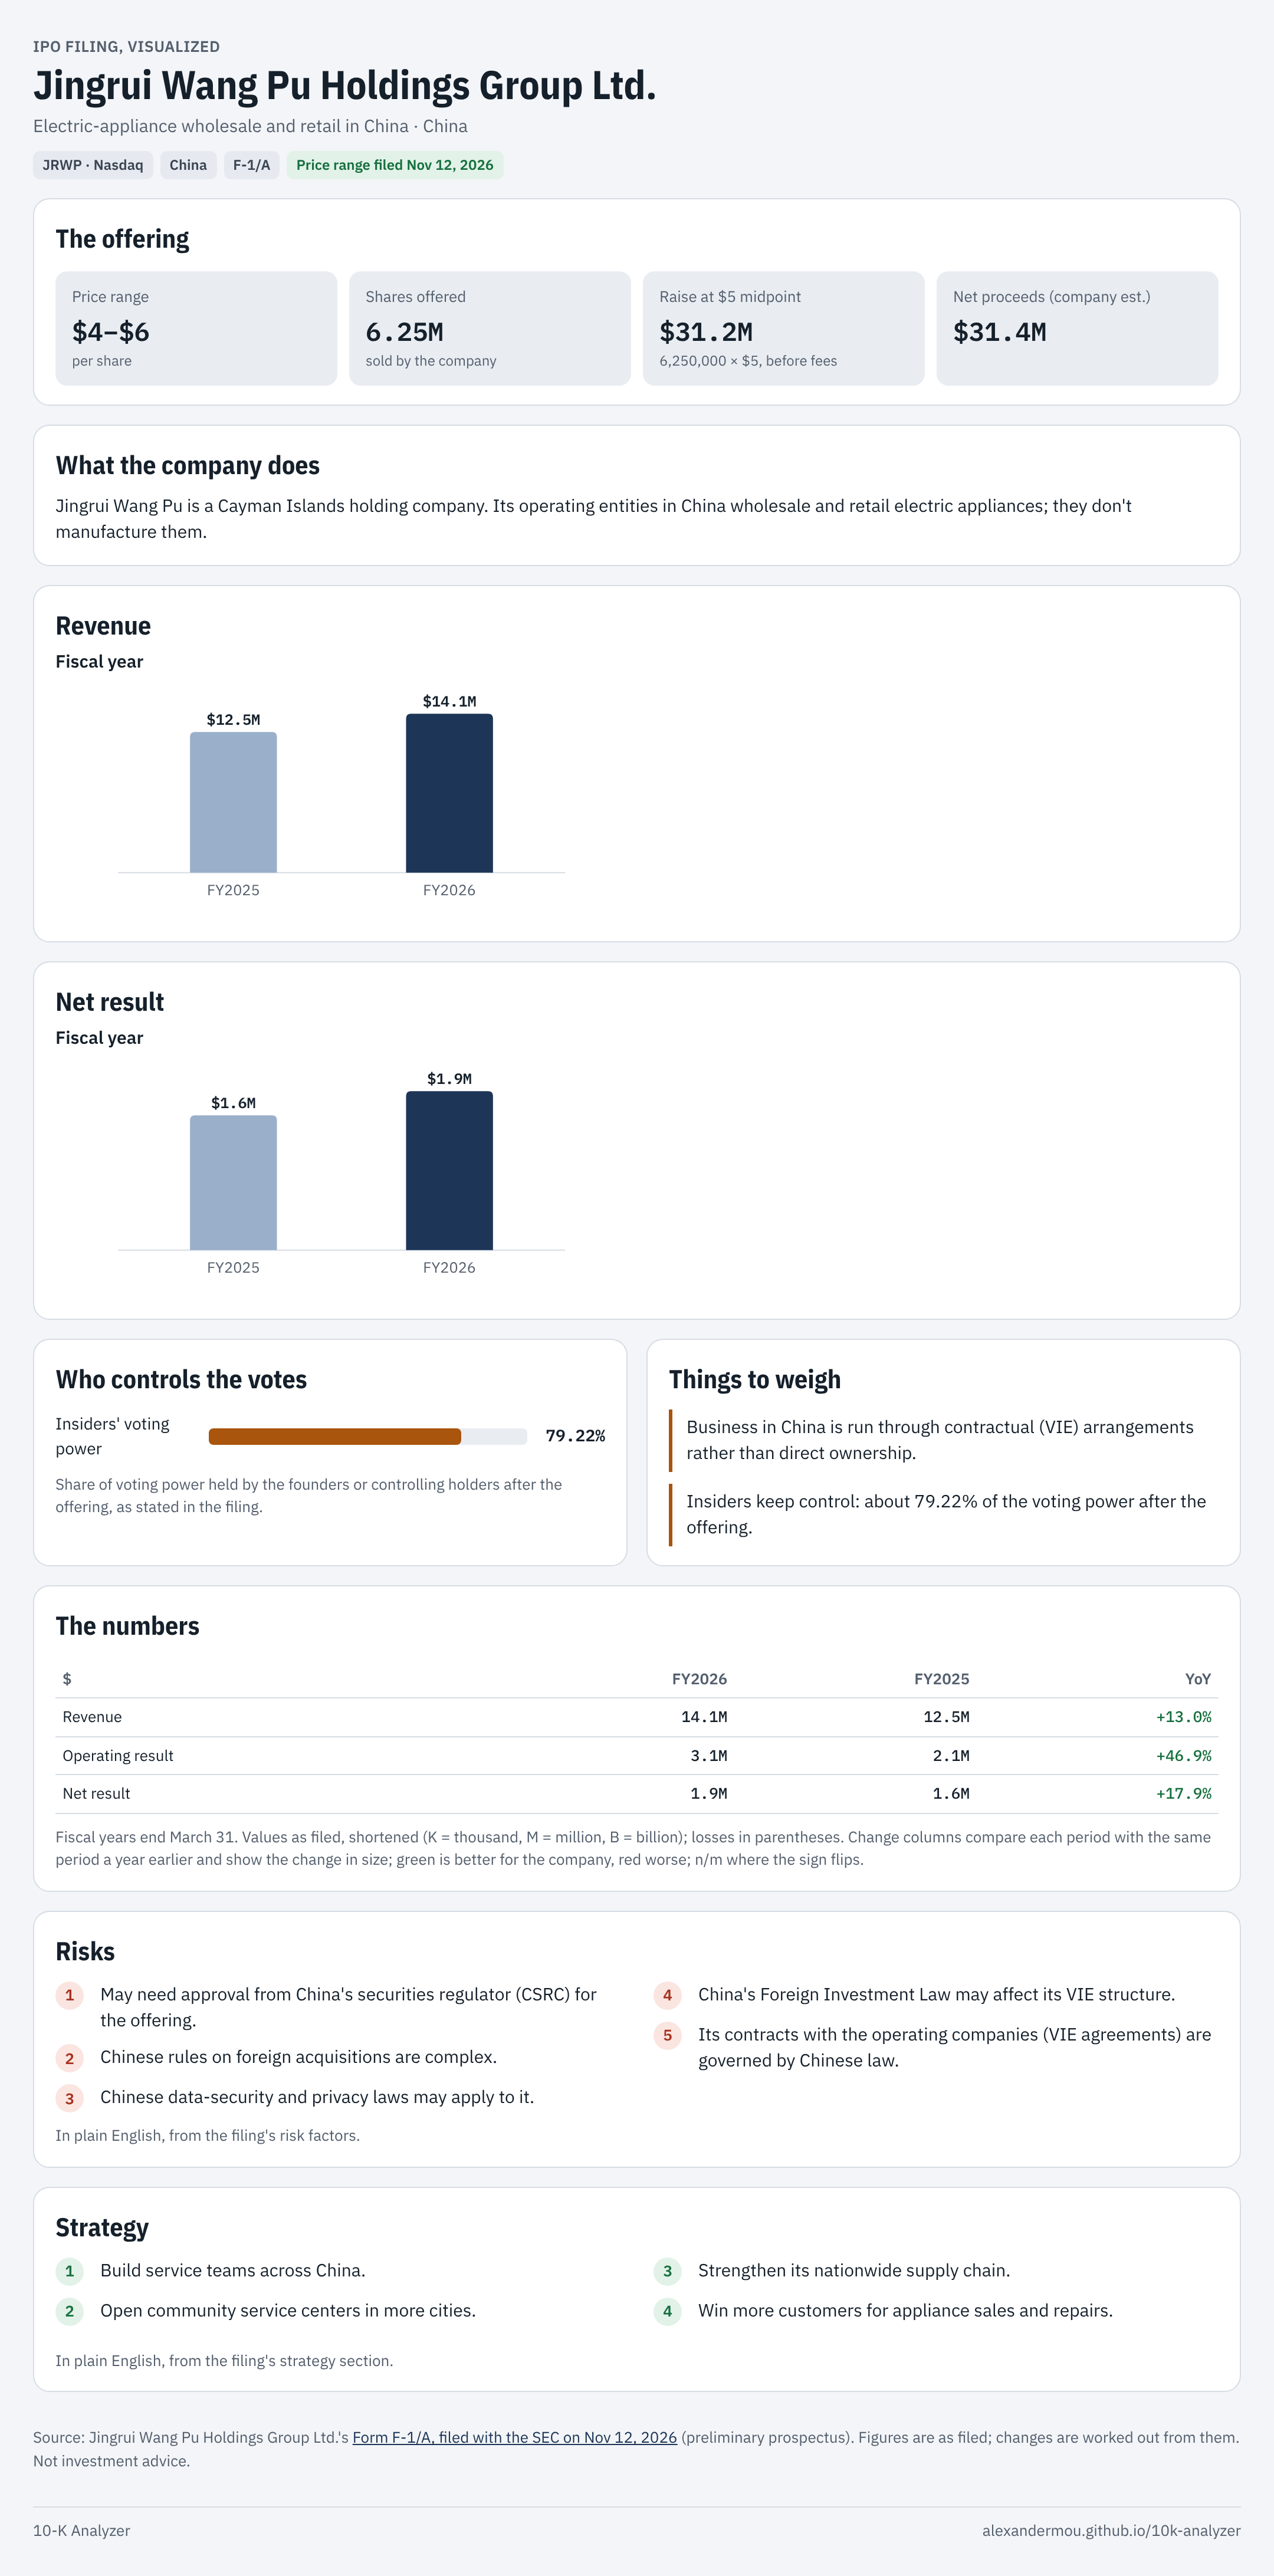 IPO FILING, VISUALIZED
Jingrui Wang Pu Holdings Group Ltd.
Electric-appliance wholesale and retail in China · China
JRWP · Nasdaq China F-1/A Price range filed Nov 12, 2026
The offering
Price range
$4–$6
per share
Shares offered
6.25M
sold by the company
Raise at $5 midpoint
$31.2M
6,250,000 × $5, before fees
Net proceeds (company est.)
$31.4M
What the company does
Jingrui Wang Pu is a Cayman Islands holding company. Its operating entities in China wholesale and retail electric appliances; they don't
manufacture them.
Revenue
Fiscal year
$12.5M
$14.1M
FY2025
FY2026
Net result
Fiscal year
$1.6M
$1.9M
FY2025
FY2026
Who controls the votes
Insiders' voting
power
79.22%
Share of voting power held by the founders or controlling holders after the
offering, as stated in the filing.
Things to weigh
Business in China is run through contractual (VIE) arrangements
rather than direct ownership.
Insiders keep control: about 79.22% of the voting power after the
offering.
The numbers
$ FY2026 FY2025 YoY
Revenue 14.1M 12.5M +13.0%
Operating result 3.1M 2.1M +46.9%
Net result 1.9M 1.6M +17.9%
Fiscal years end March 31. Values as filed, shortened (K = thousand, M = million, B = billion); losses in parentheses. Change columns compare each period with the same
period a year earlier and show the change in size; green is better for the company, red worse; n/m where the sign flips.
Risks
1 May need approval from China's securities regulator (CSRC) for
the offering.
2 Chinese rules on foreign acquisitions are complex.
3 Chinese data-security and privacy laws may apply to it.
4 China's Foreign Investment Law may affect its VIE structure.
5 Its contracts with the operating companies (VIE agreements) are
governed by Chinese law.
In plain English, from the filing's risk factors.
Strategy
1 Build service teams across China.
2 Open community service centers in more cities.
3 Strengthen its nationwide supply chain.
4 Win more customers for appliance sales and repairs.
In plain English, from the filing's strategy section.
Source: Jingrui Wang Pu Holdings Group Ltd.'s Form F-1/A, filed with the SEC on Nov 12, 2026 (preliminary prospectus). Figures are as filed; changes are worked out from them.
Not investment advice.
10-K Analyzer
alexandermou.github.io/10k-analyzer